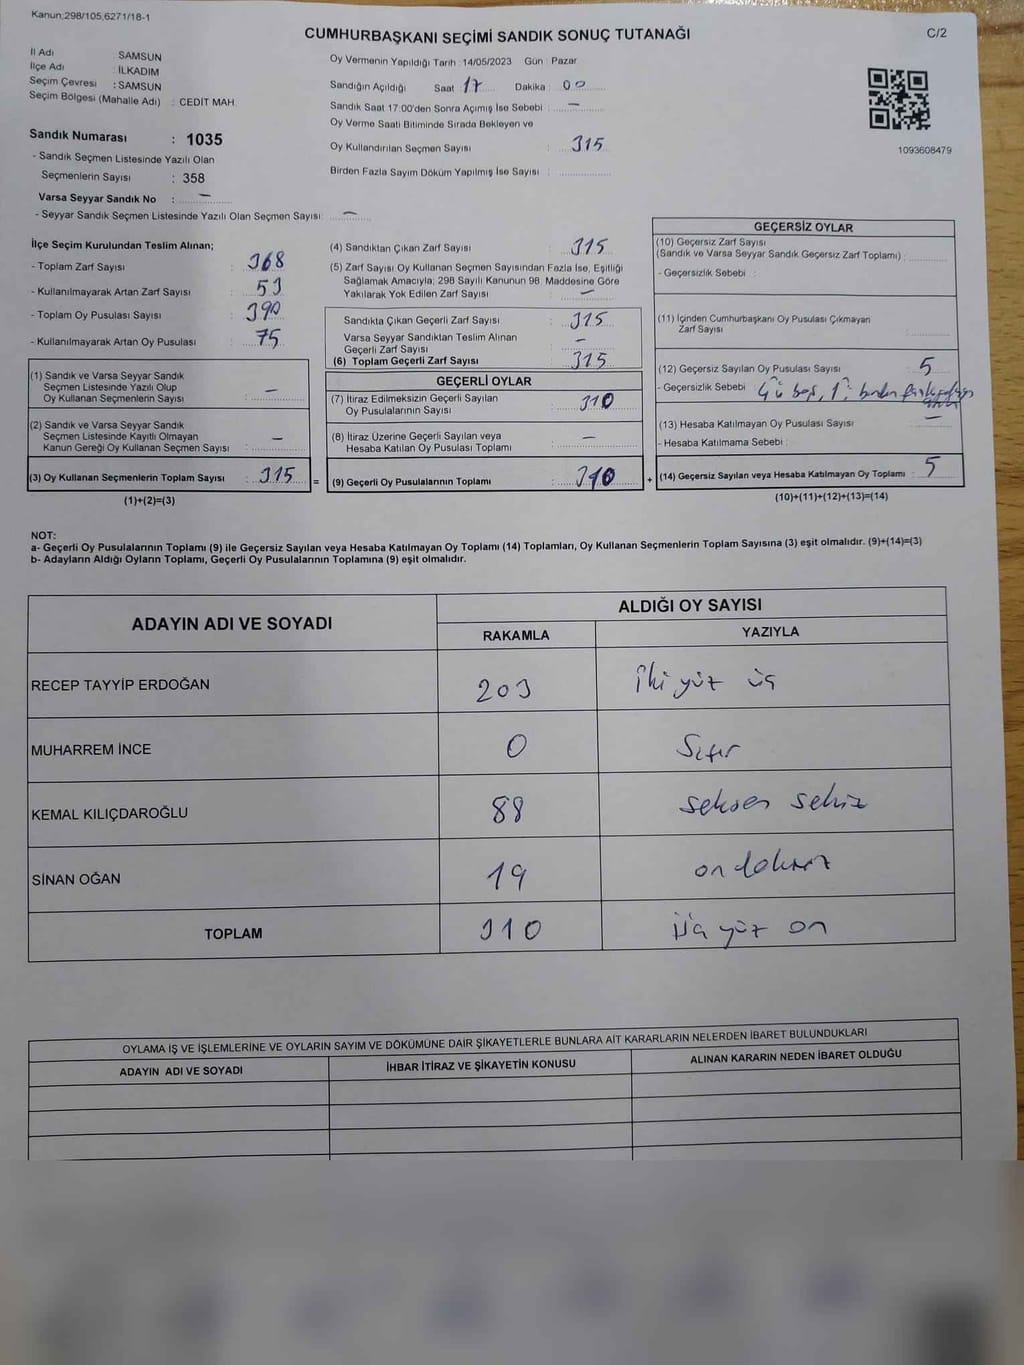 Kanun;298/105,6271/18-1
CUMHURBAŞKANI SEÇİMİ SANDIK SONUÇ TUTANAĞI
C/2
İl Adı SAMSUN
İlçe Adı : İLKADIM
Seçim Çevresi : SAMSUN
Seçim Bölgesi (Mahalle Adı) : CEDİT MAH.
Sandık Numarası : 1035
- Sandık Seçmen Listesinde Yazılı Olan
Seçmenlerin Sayısı : 358
Varsa Seyyar Sandık No : —
- Seyyar Sandık Seçmen Listesinde Yazılı Olan Seçmen Sayısı: —
Oy Vermenin Yapıldığı Tarih : 14/05/2023 Gün : Pazar
Sandığın Açıldığı Saat 17 Dakika : 00
Sandık Saat 17:00'den Sonra Açımış İse Sebebi : —
Oy Verme Saati Bitiminde Sırada Bekleyen ve
Oy Kullandırılan Seçmen Sayısı : 315
Birden Fazla Sayım Döküm Yapılmış İse Sayısı :
1093608479
İlçe Seçim Kurulundan Teslim Alınan;
- Toplam Zarf Sayısı : 368
- Kullanılmayarak Artan Zarf Sayısı : 53
- Toplam Oy Pusulası Sayısı : 390
- Kullanılmayarak Artan Oy Pusulası : 75
(1) Sandık ve Varsa Seyyar Sandık
Seçmen Listesinde Yazılı Olup
Oy Kullanan Seçmenlerin Sayısı : —
(2) Sandık ve Varsa Seyyar Sandık
Seçmen Listesinde Kayıtlı Olmayan
Kanun Gereği Oy Kullanan Seçmen Sayısı : —
(3) Oy Kullanan Seçmenlerin Toplam Sayısı : 315 =
(1)+(2)=(3)
(4) Sandıktan Çıkan Zarf Sayısı : 315
(5) Zarf Sayısı Oy Kullanan Seçmen Sayısından Fazla İse, Eşitliği
Sağlamak Amacıyla; 298 Sayılı Kanunun 98. Maddesine Göre
Yakılarak Yok Edilen Zarf Sayısı : —
Sandıkta Çıkan Geçerli Zarf Sayısı : 315
Varsa Seyyar Sandıktan Teslim Alınan
Geçerli Zarf Sayısı : —
(6) Toplam Geçerli Zarf Sayısı : 315
GEÇERLİ OYLAR
(7) İtiraz Edilmeksizin Geçerli Sayılan
Oy Pusulalarının Sayısı : 310
(8) İtiraz Üzerine Geçerli Sayılan veya
Hesaba Katılan Oy Pusulası Toplamı : —
(9) Geçerli Oy Pusulalarının Toplamı : 310 +
GEÇERSİZ OYLAR
(10) Geçersiz Zarf Sayısı
(Sandık ve Varsa Seyyar Sandık Geçersiz Zarf Toplamı) :
- Geçersizlik Sebebi :
(11) İçinden Cumhurbaşkanı Oy Pusulası Çıkmayan
Zarf Sayısı :
(12) Geçersiz Sayılan Oy Pusulası Sayısı : 5
- Geçersizlik Sebebi : 4'ü boş, 1'i birden
(13) Hesaba Katılmayan Oy Pusulası Sayısı : —
- Hesaba Katılmama Sebebi :
(14) Geçersiz Sayılan veya Hesaba Katılmayan Oy Toplamı : 5
(10)+(11)+(12)+(13)=(14)
NOT:
a- Geçerli Oy Pusulalarının Toplamı (9) ile Geçersiz Sayılan veya Hesaba Katılmayan Oy Toplamı (14) Toplamları, Oy Kullanan Seçmenlerin Toplam Sayısına (3) eşit olmalıdır. (9)+(14)=(3)
b- Adayların Aldığı Oyların Toplamı, Geçerli Oy Pusulalarının Toplamına (9) eşit olmalıdır.
ADAYIN ADI VE SOYADI ALDIĞI OY SAYISI
RAKAMLA YAZIYLA
RECEP TAYYİP ERDOĞAN 203 iki yüz üç
MUHARREM İNCE 0 Sıfır
KEMAL KILIÇDAROĞLU 88 seksen sekiz
SİNAN OĞAN 19 on dokuz
TOPLAM 310 üç yüz on
OYLAMA İŞ VE İŞLEMLERİNE VE OYLARIN SAYIM VE DÖKÜMÜNE DAİR ŞİKAYETLERLE BUNLARA AİT KARARLARIN NELERDEN İBARET BULUNDUKLARI
ADAYIN ADI VE SOYADI İHBAR İTİRAZ VE ŞİKAYETİN KONUSU ALINAN KARARIN NEDEN İBARET OLDUĞU